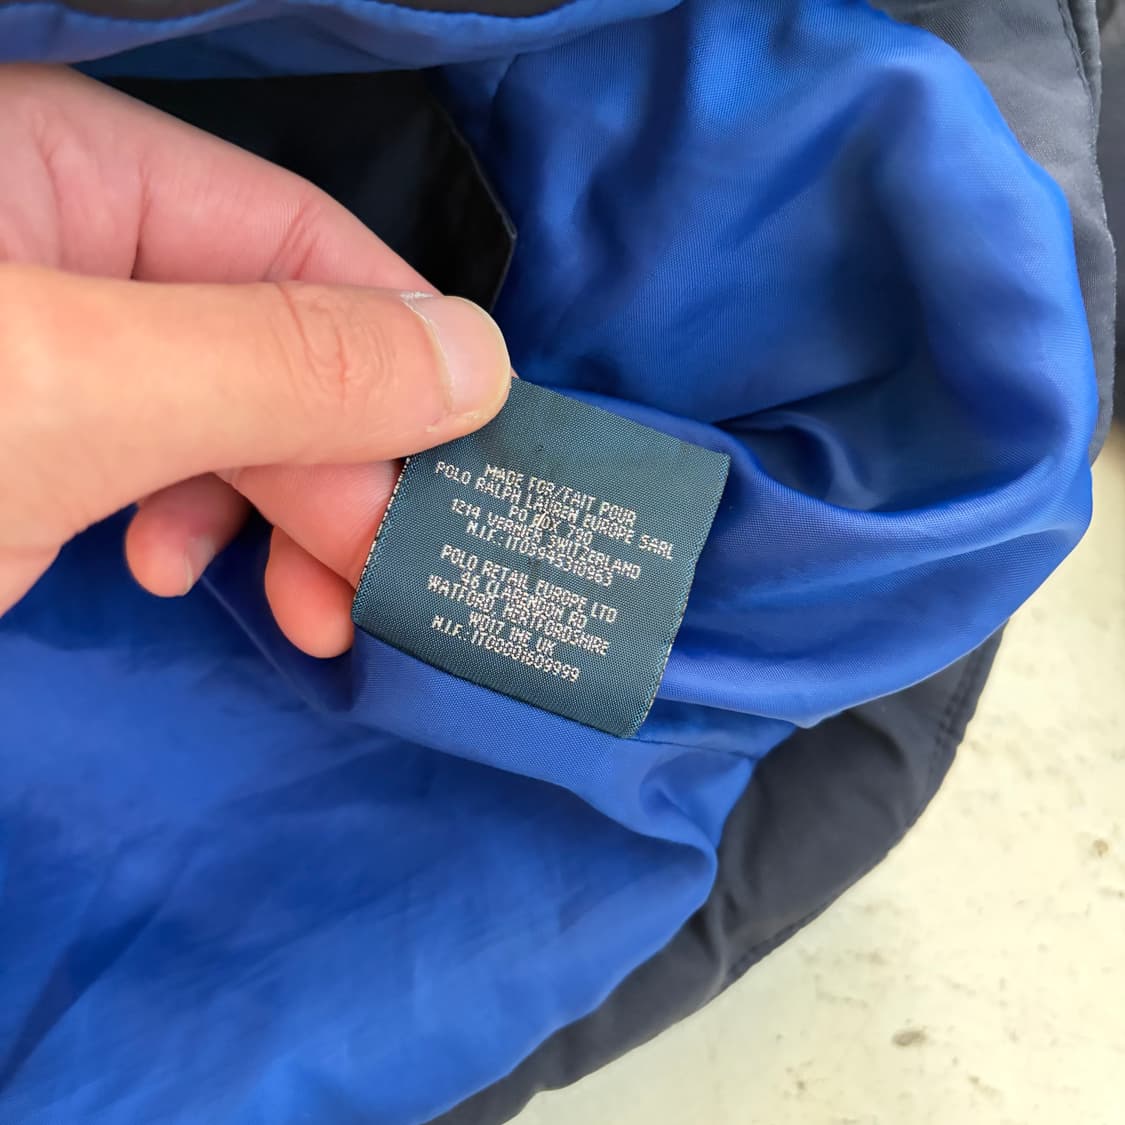 MADE FOR/FAIT POUR
POLO RALPH LAUREN EUROPE SARL
PO BOX 790
1214 VERNIER SWITZERLAND
N.I.F.:IT03945310963
POLO RETAIL EUROPE LTD
46 CLARENDON RD
WATFORD HERTFORDSHIRE
WD17 1HE UK
N.I.F.:IT00001609999